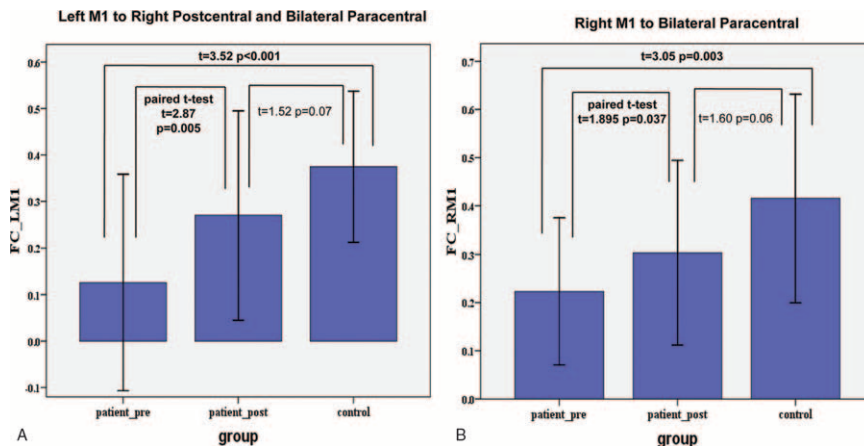 Left M1 to Right Postcentral and Bilateral Paracentral
t=3.52 p<0.001
0.6
paired t-test
t=2.87
p=0.005
t=1.52 p=0.07
0.5
0.4
0.3
0.2
0.1
0.0
-0.1
FC_LM1
patient_pre patient_post control
group
A
Right M1 to Bilateral Paracentral
t=3.05 p=0.003
0.7
paired t-test
t=1.895 p=0.037
t=1.60 p=0.06
0.6
0.5
0.4
0.3
0.2
0.1
0.0
FC_RM1
patient_pre patient_post control
group
B